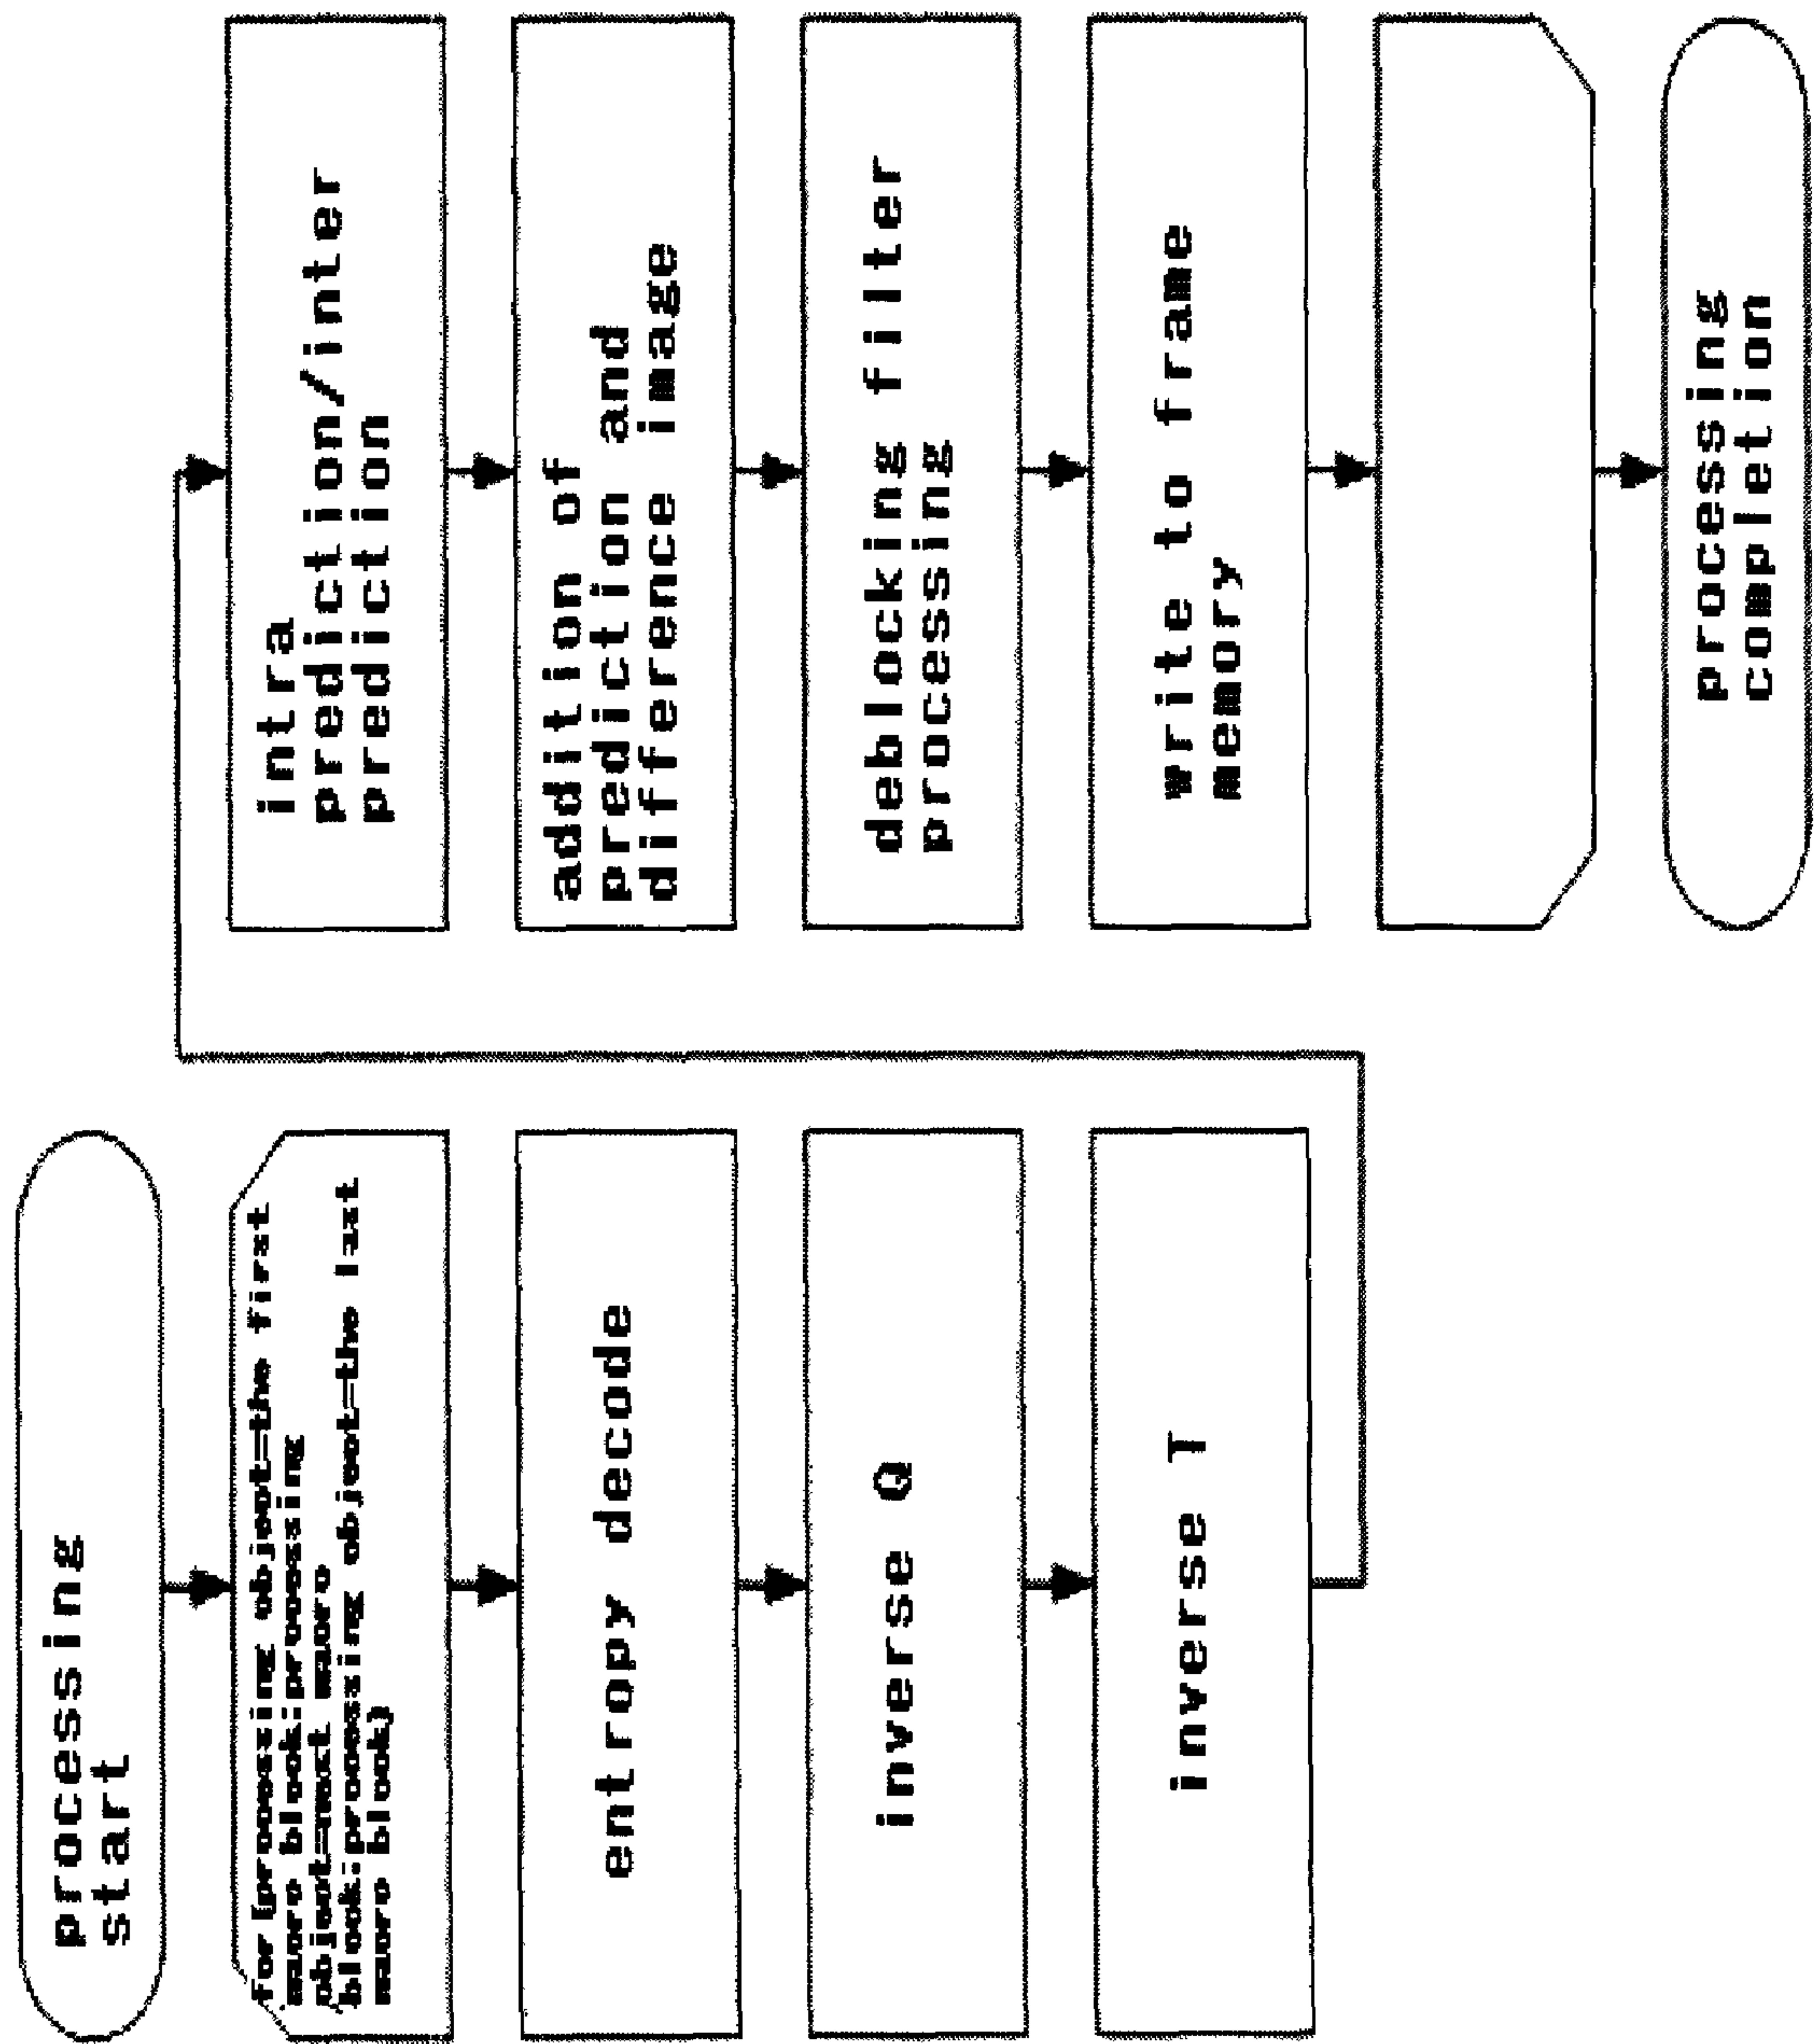 processing
start
for(processing object=the first
macro block:processing
object=next macro
block:processing object=the last
macro block)
entropy decode
inverse Q
inverse T
intra
prediction/inter
prediction
addition of
prediction and
difference image
deblocking filter
processing
write to frame
memory
processing
completion